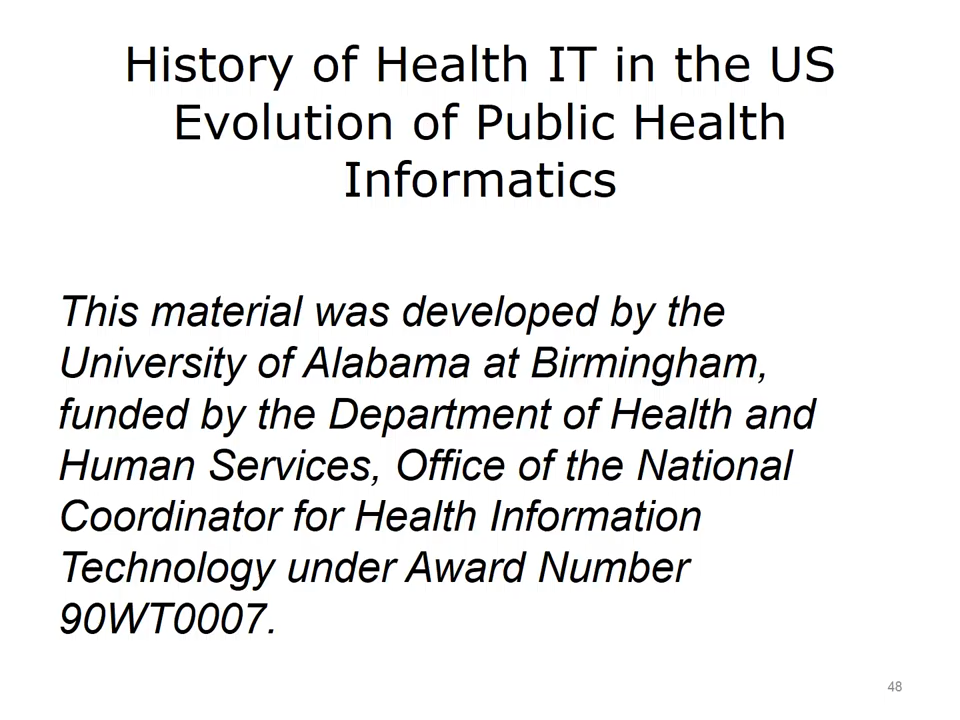 History of Health IT in the US
Evolution of Public Health
Informatics
This material was developed by the
University of Alabama at Birmingham,
funded by the Department of Health and
Human Services, Office of the National
Coordinator for Health Information
Technology under Award Number
90WT0007.
48